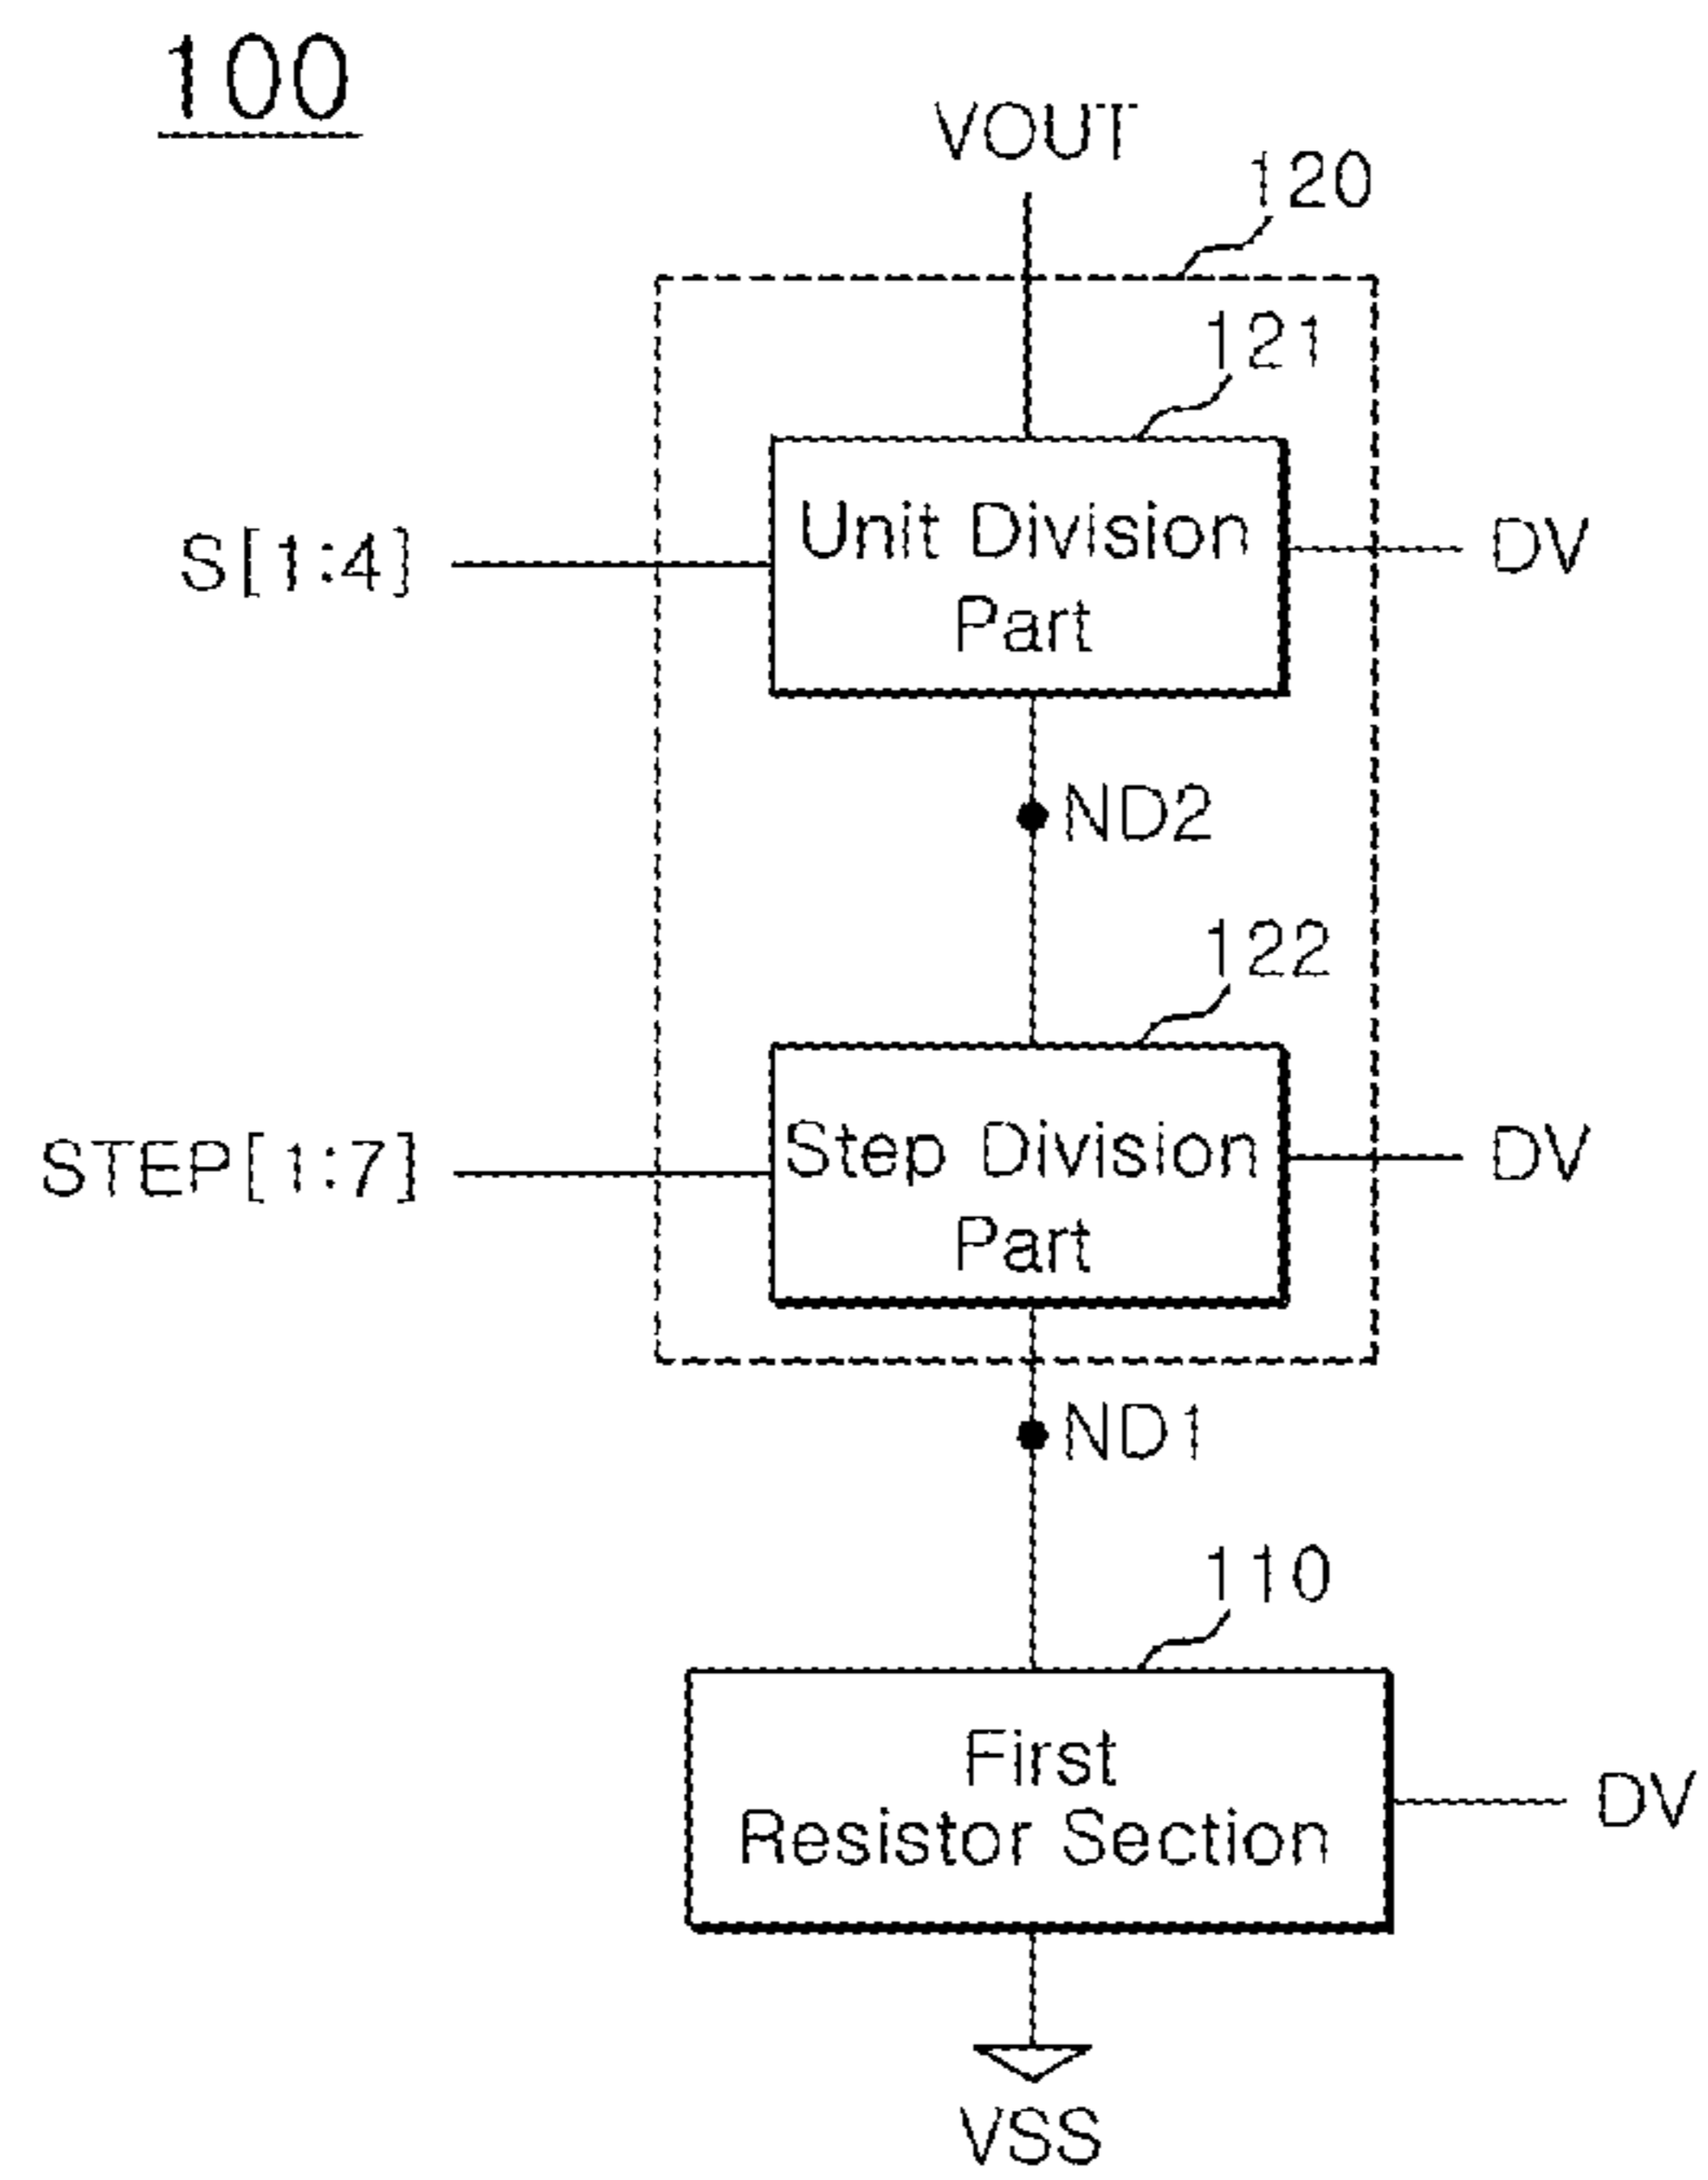 100
VOUT
120
121
S[1:4]
Unit Division
Part
DV
ND2
122
STEP[1:7]
Step Division
Part
DV
ND1
110
First
Resistor Section
DV
VSS